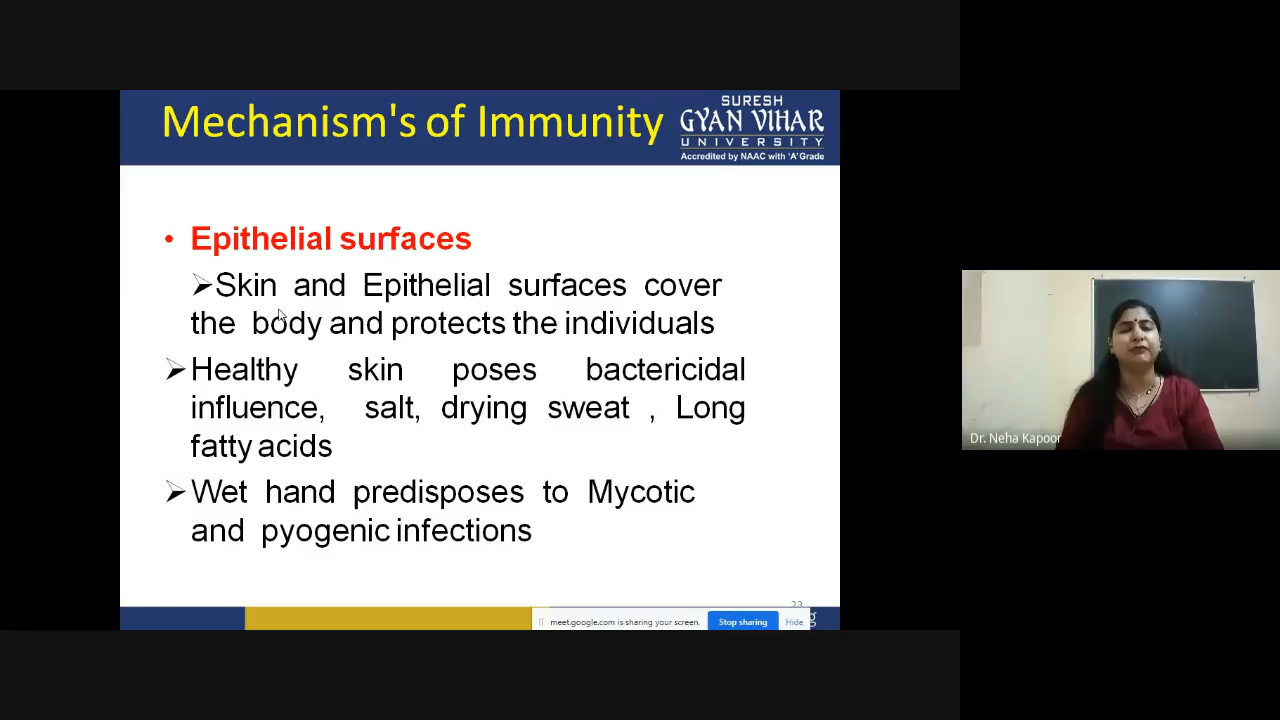 Mechanism's of Immunity
SURESH
GYAN VIHAR
UNIVERSITY
Accredited by NAAC with 'A' Grade
• Epithelial surfaces
➢Skin and Epithelial surfaces cover
the body and protects the individuals
➢Healthy skin poses bactericidal
influence, salt, drying sweat , Long
fatty acids
➢Wet hand predisposes to Mycotic
and pyogenic infections
23
meet.google.com is sharing your screen.
Stop sharing
Hide
Dr. Neha Kapoor